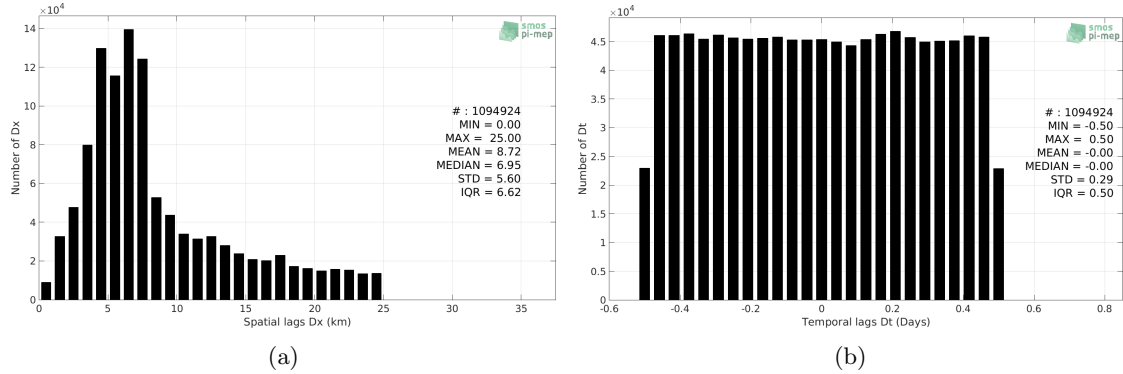 ×10⁴
14
12
10
8
6
4
2
0
Number of Dx
0 5 10 15 20 25 30 35
Spatial lags Dx (km)
smos
pi-mep
# : 1094924
MIN = 0.00
MAX = 25.00
MEAN = 8.72
MEDIAN = 6.95
STD = 5.60
IQR = 6.62
(a)
×10⁴
4.5
4
3.5
3
2.5
2
1.5
1
0.5
0
Number of Dt
-0.6 -0.4 -0.2 0 0.2 0.4 0.6 0.8
Temporal lags Dt (Days)
smos
pi-mep
# : 1094924
MIN = -0.50
MAX = 0.50
MEAN = -0.00
MEDIAN = -0.00
STD = 0.29
IQR = 0.50
(b)